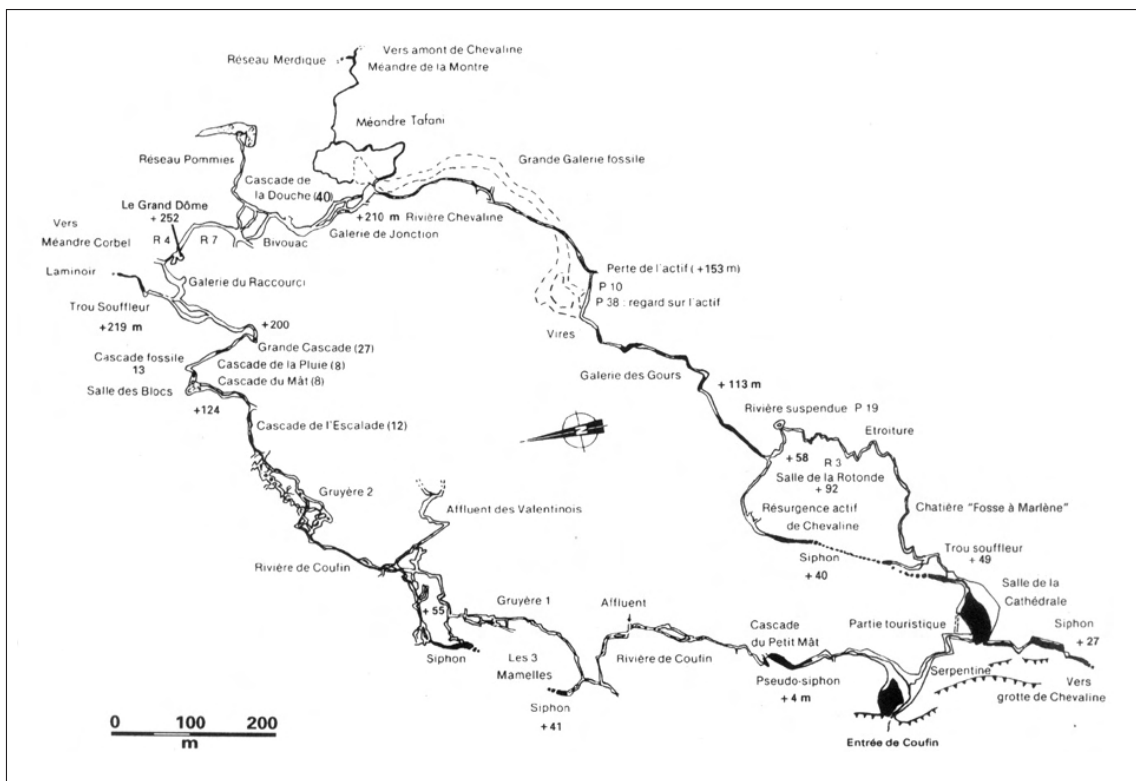 Vers amont de Chevaline
Réseau Merdique
Méandre de la Montre
Méandre Tafani
Réseau Pommies
Grande Galerie fossile
Cascade de
la Douche (40)
Le Grand Dôme
+ 252
+210 m Rivière Chevaline
Galerie de Jonction
Vers
Méandre Corbel
R 4
R 7
Bivouac
Laminoir
Galerie du Raccourci
Perte de l'actif (+153 m)
P 10
P 38 : regard sur l'actif
Trou Souffleur
+219 m
Vires
+200
Grande Cascade (27)
Cascade fossile
13
Cascade de la Pluie (8)
Cascade du Mât (8)
Salle des Blocs
+124
Galerie des Gours
+ 113 m
Cascade de l'Escalade (12)
N
Rivière suspendue P 19
Etroiture
+ 58
R 3
Salle de la Rotonde
+ 92
Gruyère 2
Affluent des Valentinois
Résurgence actif
de Chevaline
Chatière "Fosse à Marlène"
Rivière de Coufin
Siphon
+ 40
Trou souffleur
+ 49
Salle de la
Cathédrale
+ 55
Gruyère 1
Affluent
Cascade
du Petit Mât
Partie touristique
Siphon
+ 27
Siphon
Les 3
Mamelles
Rivière de Coufin
Pseudo-siphon
+ 4 m
Serpentine
Vers
grotte de Chevaline
Siphon
+ 41
Entrée de Coufin
0 100 200
m